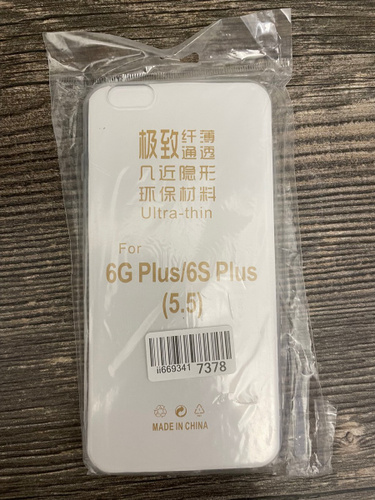 极致纤薄
通透
几近隐形
环保材料
Ultra-thin
For
6G Plus/6S Plus
(5.5)
ii669341 7378
MADE IN CHINA